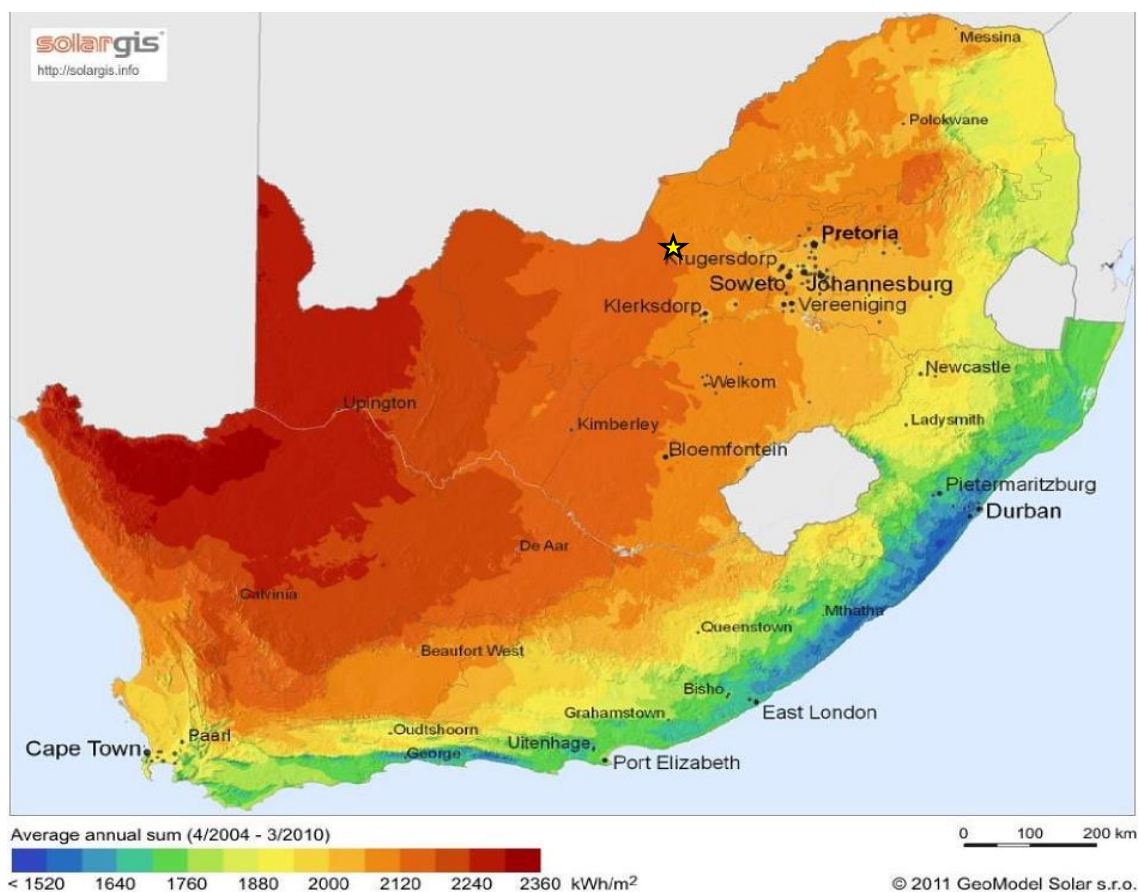 solargis
http://solargis.info
Messina
Polokwane
Pretoria
Krugersdorp
Soweto
Johannesburg
Klerksdorp
Vereeniging
Newcastle
Welkom
Upington
Ladysmith
Kimberley
Bloemfontein
Pietermaritzburg
Durban
De Aar
Calvinia
Mthatha
Queenstown
Beaufort West
Bisho
Grahamstown
East London
Oudtshoorn
Paarl
Cape Town
George
Uitenhage
Port Elizabeth
Average annual sum (4/2004 - 3/2010)
0 100 200 km
< 1520 1640 1760 1880 2000 2120 2240 2360 kWh/m²
© 2011 GeoModel Solar s.r.o.